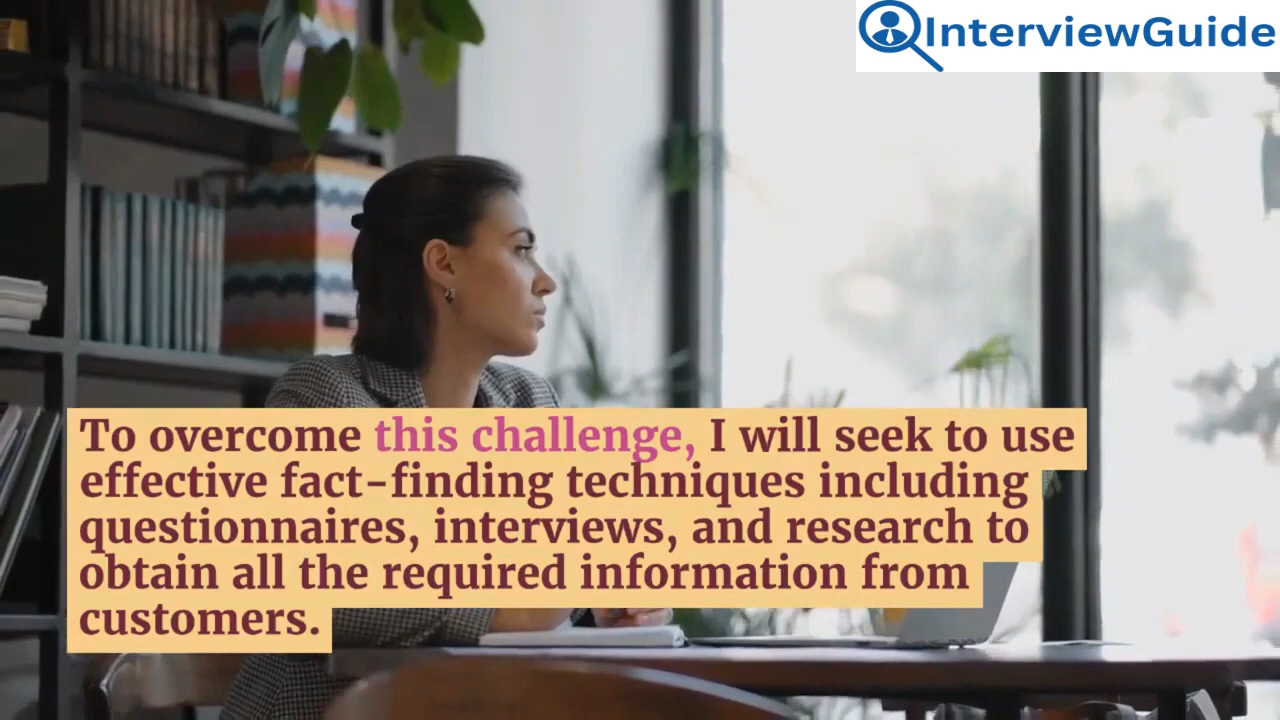 InterviewGuide
To overcome this challenge, I will seek to use
effective fact-finding techniques including
questionnaires, interviews, and research to
obtain all the required information from
customers.